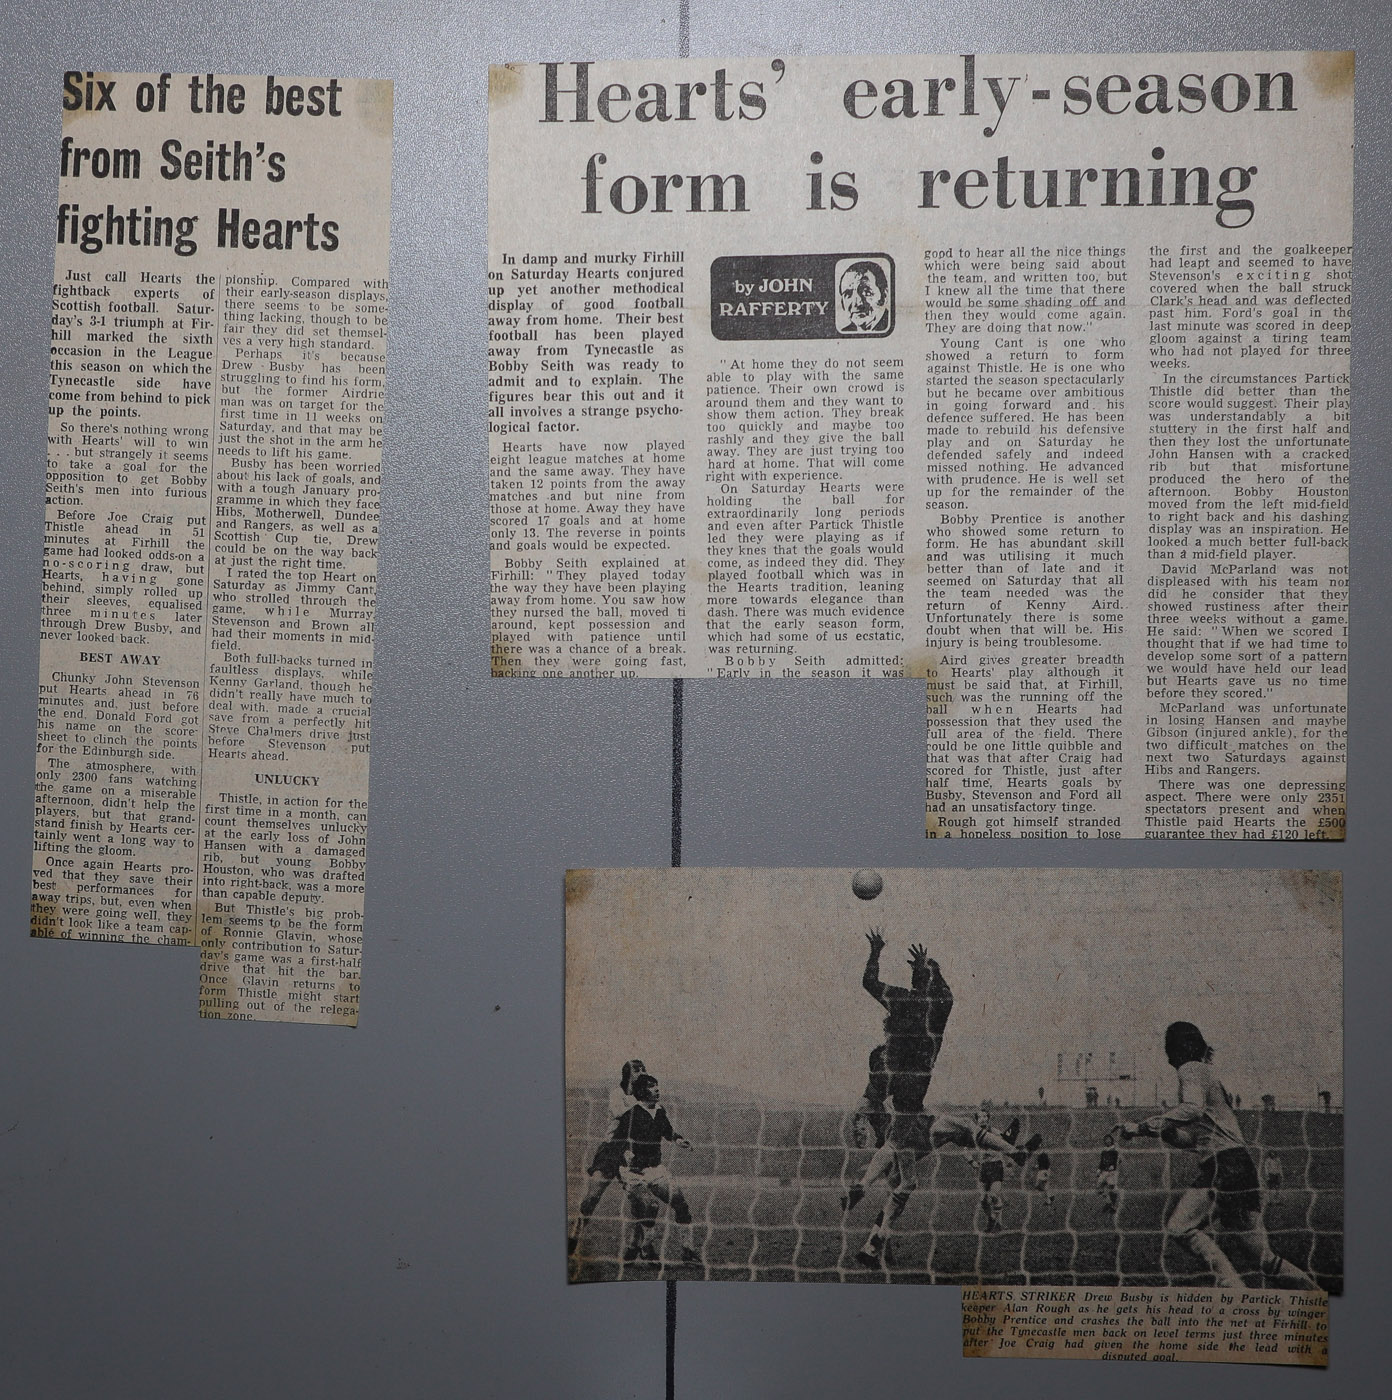 Six of the best
from Seith's
fighting Hearts
Just call Hearts the
fightback experts of
Scottish football. Satur-
day's 3-1 triumph at Fir-
hill marked the sixth
occasion in the League
this season on which the
Tynecastle side have
come from behind to pick
up the points.
So there's nothing wrong
with Hearts' will to win
. . . but strangely it seems
to take a goal for the
opposition to get Bobby
Seith's men into furious
action.
Before Joe Craig put
Thistle ahead in 51
minutes at Firhill the
game had looked odds-on a
no-scoring draw, but
Hearts, having gone
behind, simply rolled up
their sleeves, equalised
three minutes later
through Drew Busby, and
never looked back.
BEST AWAY
Chunky John Stevenson
put Hearts ahead in 76
minutes and, just before
the end, Donald Ford got
his name on the score-
sheet to clinch the points
for the Edinburgh side.
The atmosphere, with
only 2300 fans watching
the game on a miserable
afternoon, didn't help the
players, but that grand-
stand finish by Hearts cer-
tainly went a long way to
lifting the gloom.
Once again Hearts pro-
ved that they save their
best performances for
away trips, but, even when
they were going well, they
didn't look like a team cap-
able of winning the cham-
pionship. Compared with
their early-season displays,
there seems to be some-
thing lacking, though to be
fair they did set themsel-
ves a very high standard.
Perhaps it's because
Drew Busby has been
struggling to find his form,
but the former Airdrie
man was on target for the
first time in 11 weeks on
Saturday, and that may be
just the shot in the arm he
needs to lift his game.
Busby has been worried
about his lack of goals, and
with a tough January pro-
gramme in which they face
Hibs, Motherwell, Dundee
and Rangers, as well as a
Scottish Cup tie, Drew
could be on the way back
at just the right time.
I rated the top Heart on
Saturday as Jimmy Cant,
who strolled through the
game, while Murray,
Stevenson and Brown all
had their moments in mid-
field.
Both full-backs turned in
faultless displays, while
Kenny Garland, though he
didn't really have much to
deal with, made a crucial
save from a perfectly hit
Steve Chalmers drive just
before Stevenson put
Hearts ahead.
UNLUCKY
Thistle, in action for the
first time in a month, can
count themselves unlucky
at the early loss of John
Hansen with a damaged
rib, but young Bobby
Houston, who was drafted
into right-back, was a more
than capable deputy.
But Thistle's big prob-
lem seems to be the form
of Ronnie Glavin, whose
only contribution to Satur-
day's game was a first-half
drive that hit the bar.
Once Glavin returns to
form Thistle might start
pulling out of the relega-
tion zone.
Hearts' early-season
form is returning
In damp and murky Firhill
on Saturday Hearts conjured
up yet another methodical
display of good football
away from home. Their best
football has been played
away from Tynecastle as
Bobby Seith was ready to
admit and to explain. The
figures bear this out and it
all involves a strange psycho-
logical factor.
Hearts have now played
eight league matches at home
and the same away. They have
taken 12 points from the away
matches and but nine from
those at home. Away they have
scored 17 goals and at home
only 13. The reverse in points
and goals would be expected.
Bobby Seith explained at
Firhill: "They played today
the way they have been playing
away from home. You saw how
they nursed the ball, moved ti
around, kept possession and
played with patience until
there was a chance of a break.
Then they were going fast,
backing one another up.
by JOHN
RAFFERTY
"At home they do not seem
able to play with the same
patience. Their own crowd is
around them and they want to
show them action. They break
too quickly and maybe too
rashly and they give the ball
away. They are just trying too
hard at home. That will come
right with experience.
On Saturday Hearts were
holding the ball for
extraordinarily long periods
and even after Partick Thistle
led they were playing as if
they knes that the goals would
come, as indeed they did. They
played football which was in
the Hearts tradition, leaning
more towards elegance than
dash. There was much evidence
that the early season form,
which had some of us ecstatic,
was returning.
Bobby Seith admitted:
"Early in the season it was
good to hear all the nice things
which were being said about
the team, and written too, but
I knew all the time that there
would be some shading off and
then they would come again.
They are doing that now."
Young Cant is one who
showed a return to form
against Thistle. He is one who
started the season spectacularly
but he became over ambitious
in going forward and his
defence suffered. He has been
made to rebuild his defensive
play and on Saturday he
defended safely and indeed
missed nothing. He advanced
with prudence. He is well set
up for the remainder of the
season.
Bobby Prentice is another
who showed some return to
form. He has abundant skill
and was utilising it much
better than of late and it
seemed on Saturday that all
the team needed was the
return of Kenny Aird.
Unfortunately there is some
doubt when that will be. His
injury is being troublesome.
Aird gives greater breadth
to Hearts' play although it
must be said that, at Firhill,
such was the running off the
ball when Hearts had
possession that they used the
full area of the field. There
could be one little quibble and
that was that after Craig had
scored for Thistle, just after
half time, Hearts goals by
Busby, Stevenson and Ford all
had an unsatisfactory tinge.
Rough got himself stranded
in a hopeless position to lose
the first and the goalkeeper
had leapt and seemed to have
Stevenson's exciting shot
covered when the ball struck
Clark's head and was deflected
past him. Ford's goal in the
last minute was scored in deep
gloom against a tiring team
who had not played for three
weeks.
In the circumstances Partick
Thistle did better than the
score would suggest. Their play
was understandably a bit
stuttery in the first half and
then they lost the unfortunate
John Hansen with a cracked
rib but that misfortune
produced the hero of the
afternoon. Bobby Houston
moved from the left mid-field
to right back and his dashing
display was an inspiration. He
looked a much better full-back
than a mid-field player.
David McParland was not
displeased with his team nor
did he consider that they
showed rustiness after their
three weeks without a game.
He said: "When we scored I
thought that if we had time to
develop some sort of a pattern
we would have held our lead
but Hearts gave us no time
before they scored."
McParland was unfortunate
in losing Hansen and maybe
Gibson (injured ankle), for the
two difficult matches on the
next two Saturdays against
Hibs and Rangers.
There was one depressing
aspect. There were only 2351
spectators present and when
Thistle paid Hearts the £500
guarantee they had £120 left.
HEARTS STRIKER Drew Busby is hidden by Partick Thistle
keeper Alan Rough as he gets his head to a cross by winger
Bobby Prentice and crashes the ball into the net at Firhill to
put the Tynecastle men back on level terms just three minutes
after Joe Craig had given the home side the lead with a
disputed goal.